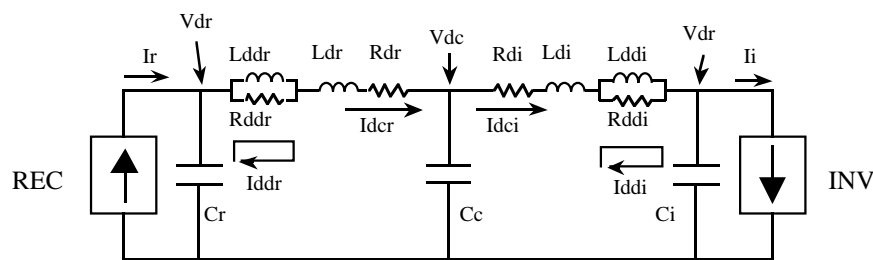 Vdr
Ir
Lddr
Ldr
Rdr
Vdc
Rdi
Ldi
Lddi
Vdr
Ii
Rddr
Idcr
Idci
Rddi
REC
Iddr
Iddi
INV
Cr
Cc
Ci